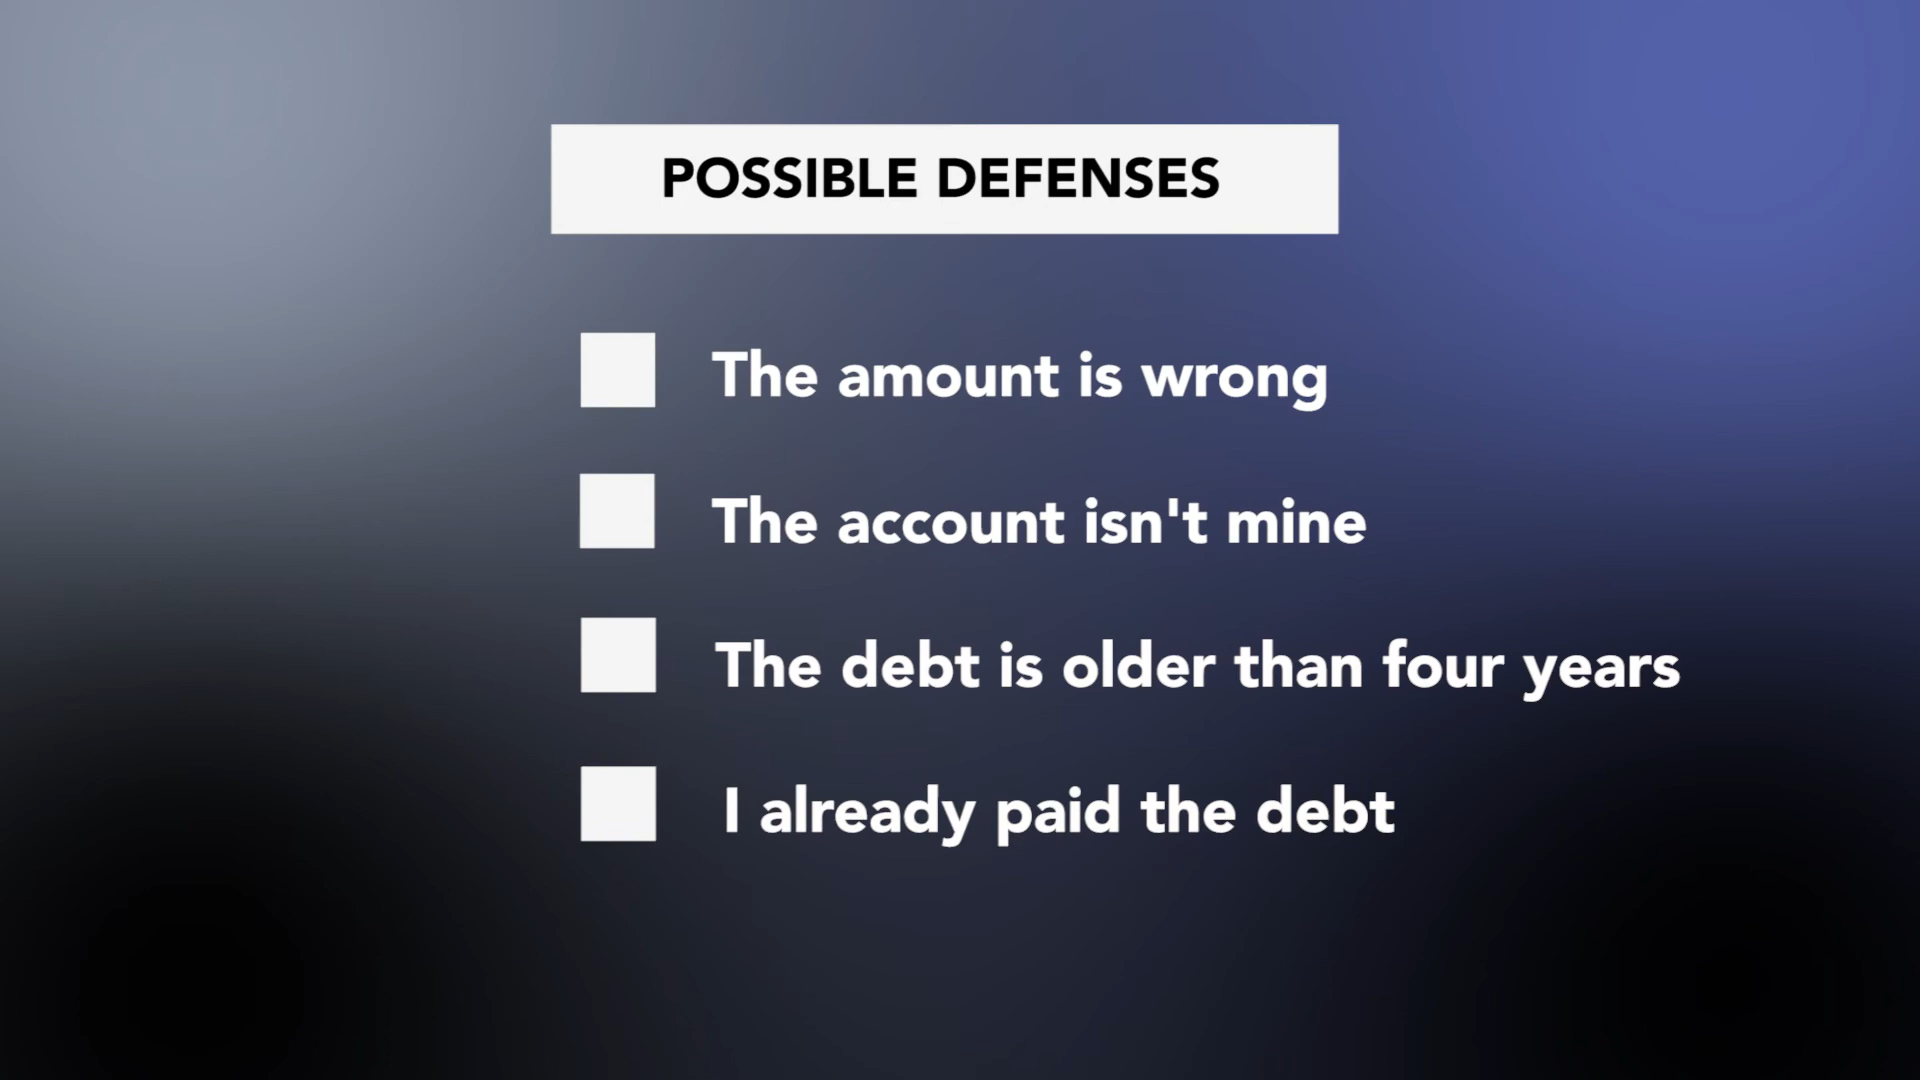 POSSIBLE DEFENSES
The amount is wrong
The account isn't mine
The debt is older than four years
I already paid the debt